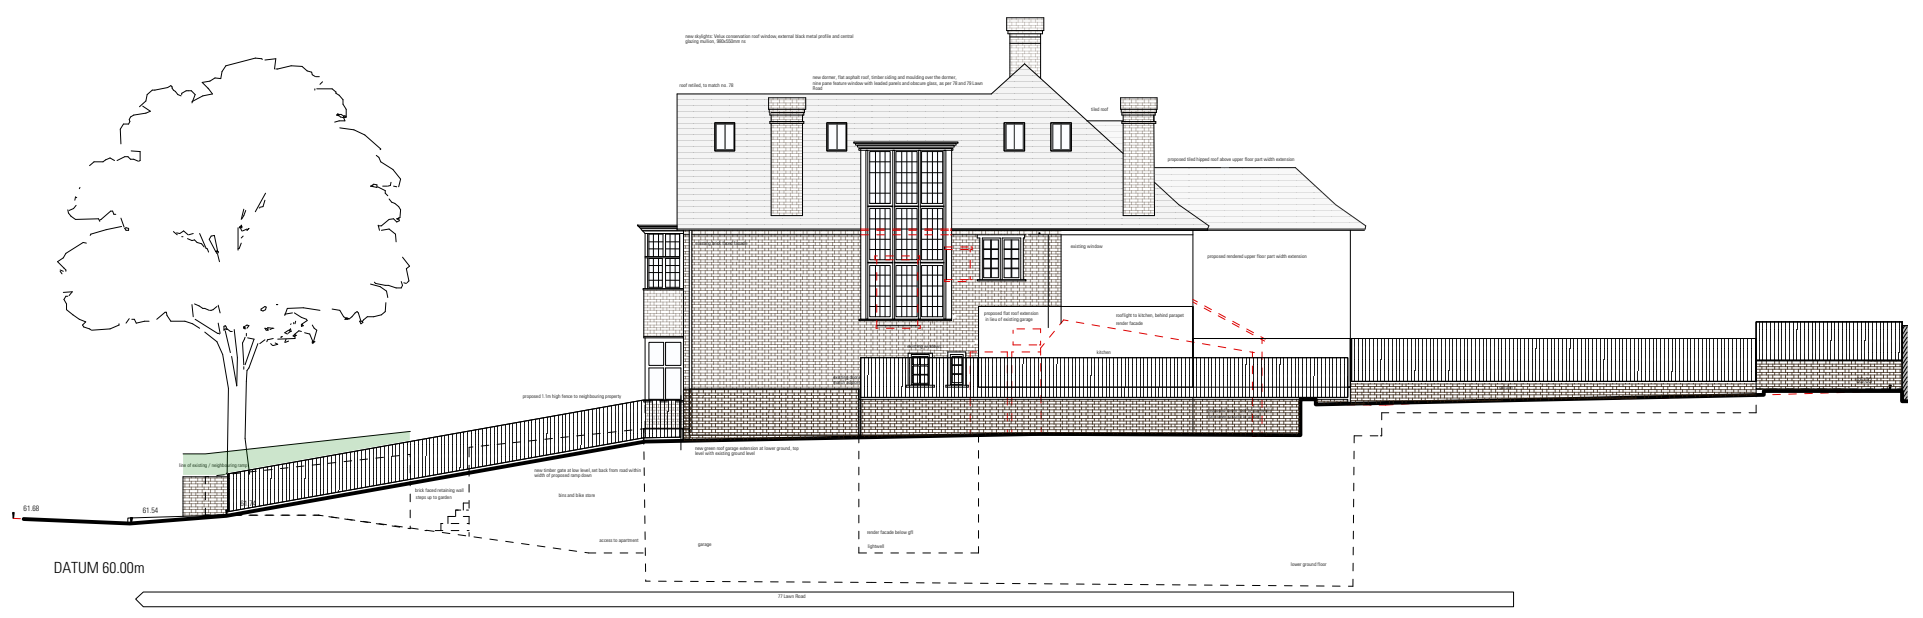 new skylights: Velux conservation roof window, external black metal profile and central
glazing mullion, 980x550mm ro
roof retiled, to match no. 78
new dormer, flat asphalt roof, timber siding and moulding over the dormer,
nine pane feature window with leaded panels and obscure glass, as per 78 and 79 Lawn
Road
tiled roof
proposed tiled hipped roof above upper floor part width extension
existing window
proposed rendered upper floor part width extension
proposed flat roof extension
in lieu of existing garage
rooflight to kitchen, behind parapet
render facade
kitchen
proposed 1.1m high fence to neighbouring property
new green roof garage extension at lower ground, top
level with existing ground level
line of existing / neighbouring ramp
new timber gate at low level, set back from road within
width of proposed ramp down
brick faced retaining wall
steps up to garden
bins and bike store
61.68
61.54
access to apartment
garage
render facade below gfl
lightwell
lower ground floor
DATUM 60.00m
77 Lawn Road